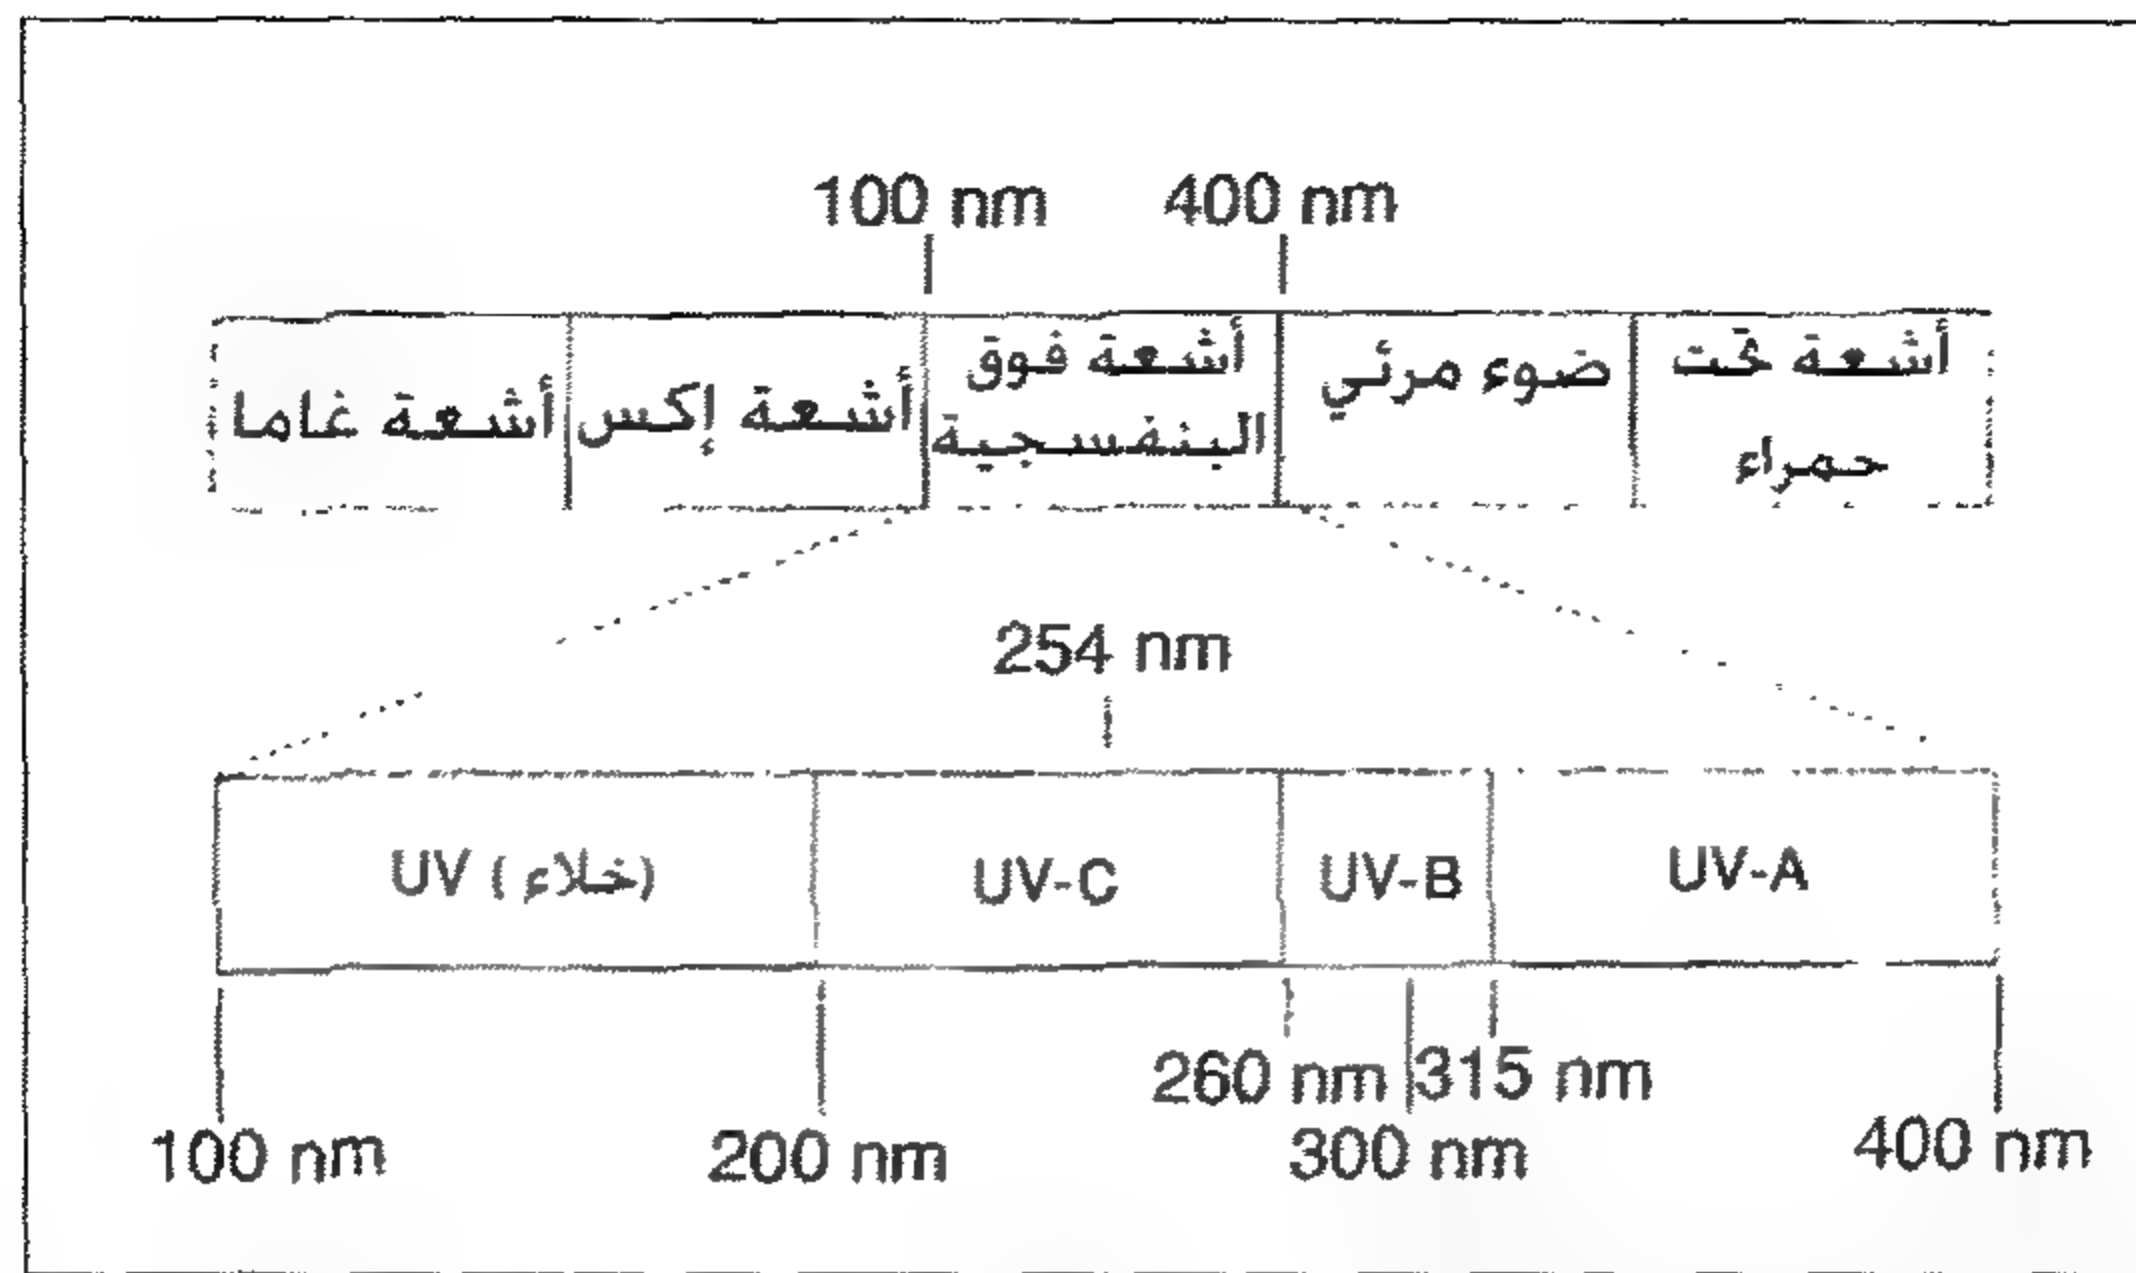 100 nm 400 nm
أشعة غاما
أشعة إكس
أشعة فوق
البنفسجية
ضوء مرئي
أشعة تحت
حمراء
254 nm
UV (خلاء)
UV-C
UV-B
UV-A
260 nm 315 nm
100 nm 200 nm 300 nm 400 nm